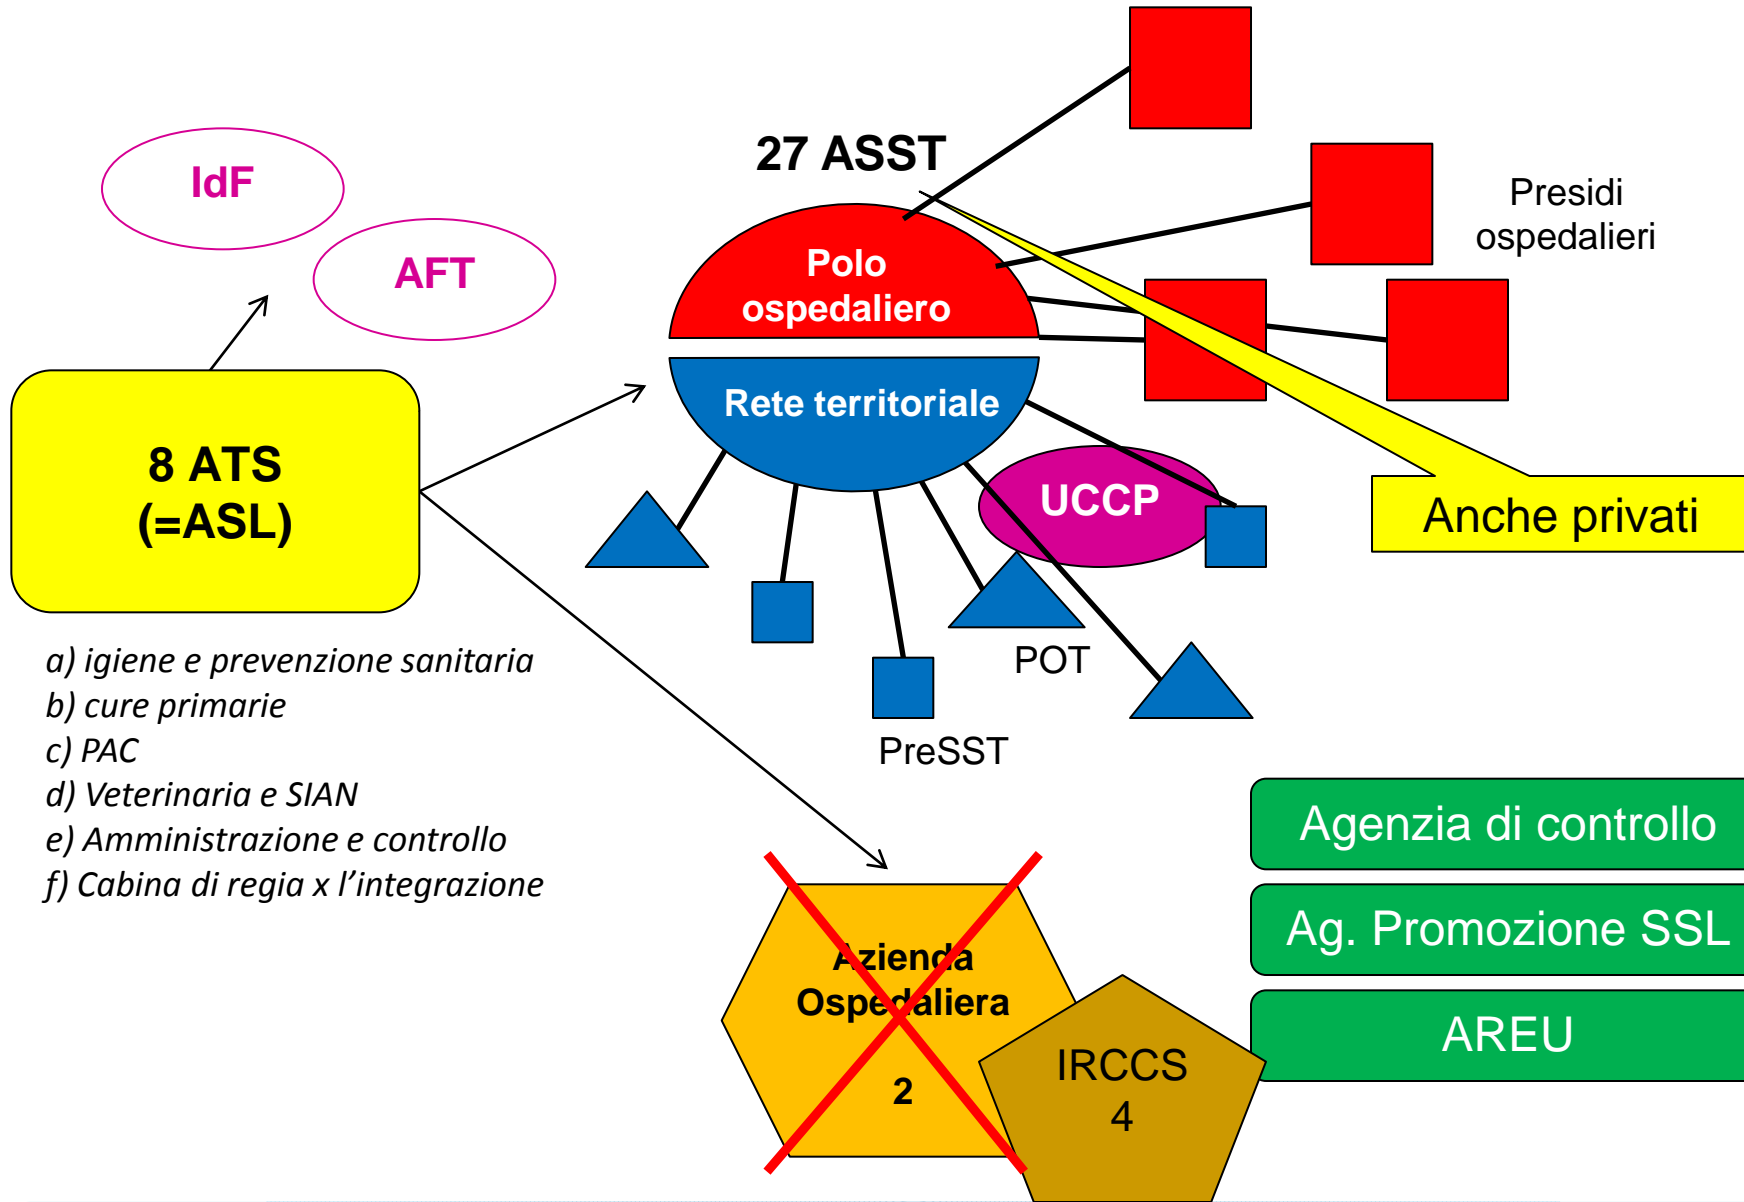 27 ASST
IdF
AFT
Polo
ospedaliero
Presidi
ospedalieri
Rete territoriale
8 ATS
(=ASL)
UCCP
Anche privati
a) igiene e prevenzione sanitaria
b) cure primarie
c) PAC
d) Veterinaria e SIAN
e) Amministrazione e controllo
f) Cabina di regia x l’integrazione
POT
PreSST
Agenzia di controllo
Ag. Promozione SSL
AREU
Azienda
Ospedaliera
2
IRCCS
4